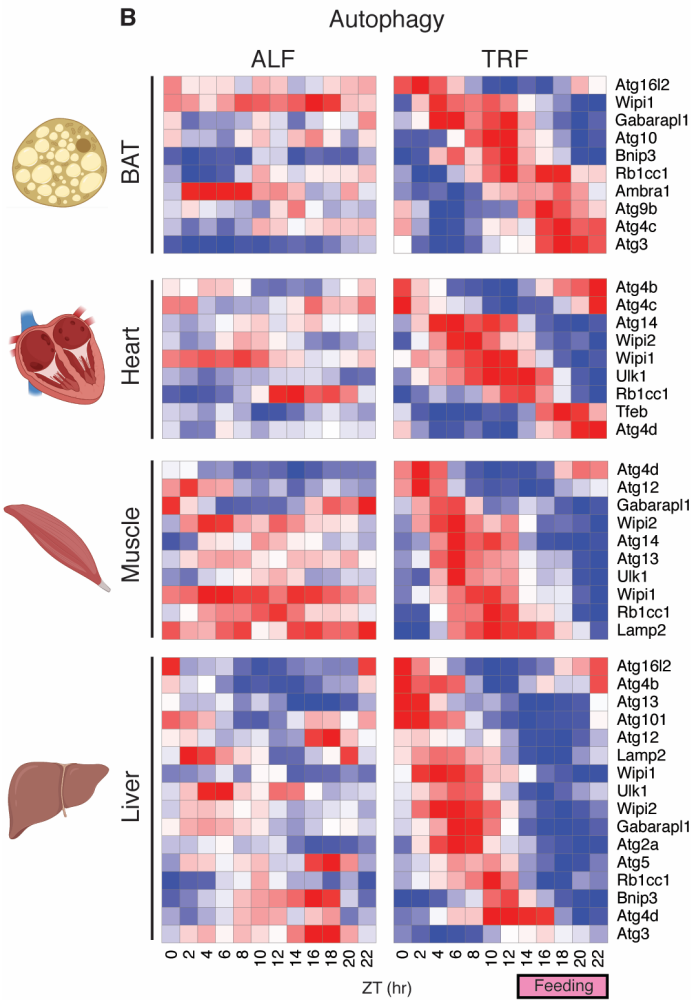 B
Autophagy
ALF
TRF
BAT
Atg16l2
Wipi1
Gabarapl1
Atg10
Bnip3
Rb1cc1
Ambra1
Atg9b
Atg4c
Atg3
Heart
Atg4b
Atg4c
Atg14
Wipi2
Wipi1
Ulk1
Rb1cc1
Tfeb
Atg4d
Muscle
Atg4d
Atg12
Gabarapl1
Wipi2
Atg14
Atg13
Ulk1
Wipi1
Rb1cc1
Lamp2
Liver
Atg16l2
Atg4b
Atg13
Atg101
Atg12
Lamp2
Wipi1
Ulk1
Wipi2
Gabarapl1
Atg2a
Atg5
Rb1cc1
Bnip3
Atg4d
Atg3
0 2 4 6 8 10 12 14 16 18 20 22
0 2 4 6 8 10 12 14 16 18 20 22
ZT (hr)
Feeding